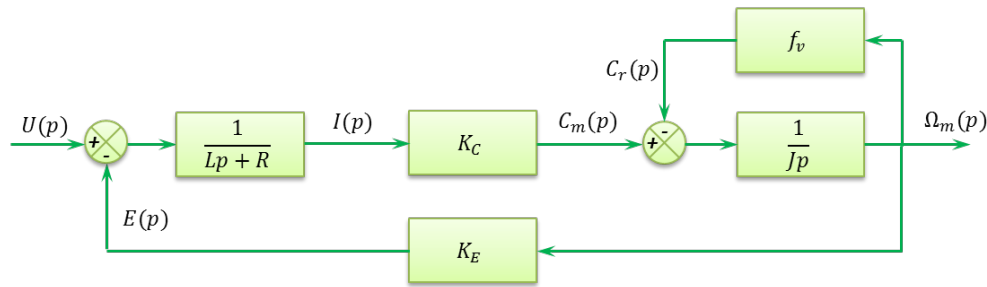 f_v
C_r(p)
U(p)
+
-
1
Lp + R
I(p)
K_C
C_m(p)
-
+
1
Jp
Ω_m(p)
E(p)
K_E